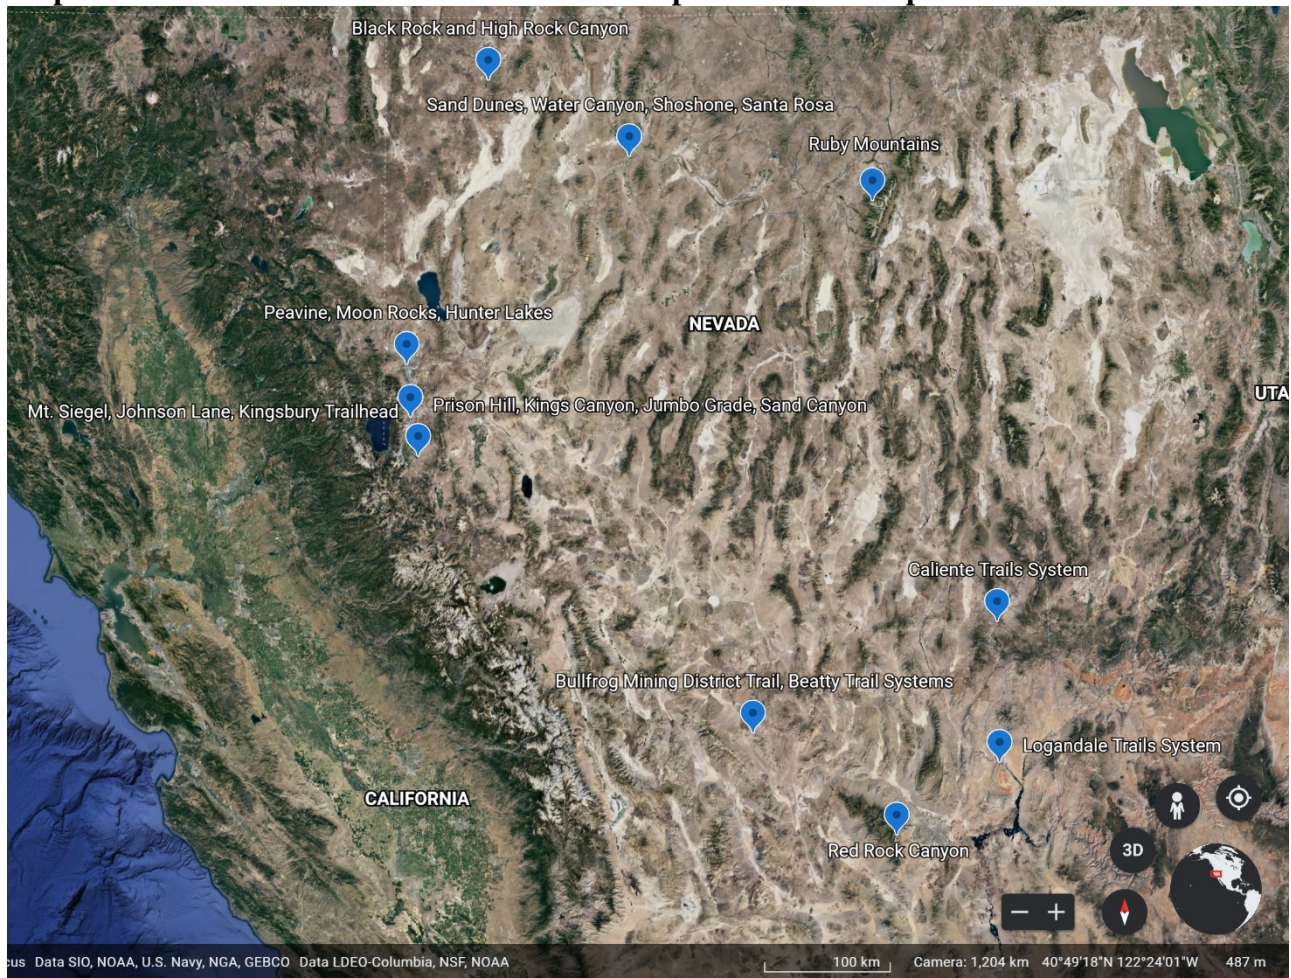 Black Rock and High Rock Canyon
Sand Dunes, Water Canyon, Shoshone, Santa Rosa
Ruby Mountains
Peavine, Moon Rocks, Hunter Lakes
NEVADA
UTA
Mt. Siegel, Johnson Lane, Kingsbury Trailhead
Prison Hill, Kings Canyon, Jumbo Grade, Sand Canyon
Caliente Trails System
Bullfrog Mining District Trail, Beatty Trail Systems
Logandale Trails System
CALIFORNIA
Red Rock Canyon
3D
cus Data SIO, NOAA, U.S. Navy, NGA, GEBCO Data LDEO-Columbia, NSF, NOAA
100 km
Camera: 1,204 km 40°49'18"N 122°24'01"W 487 m